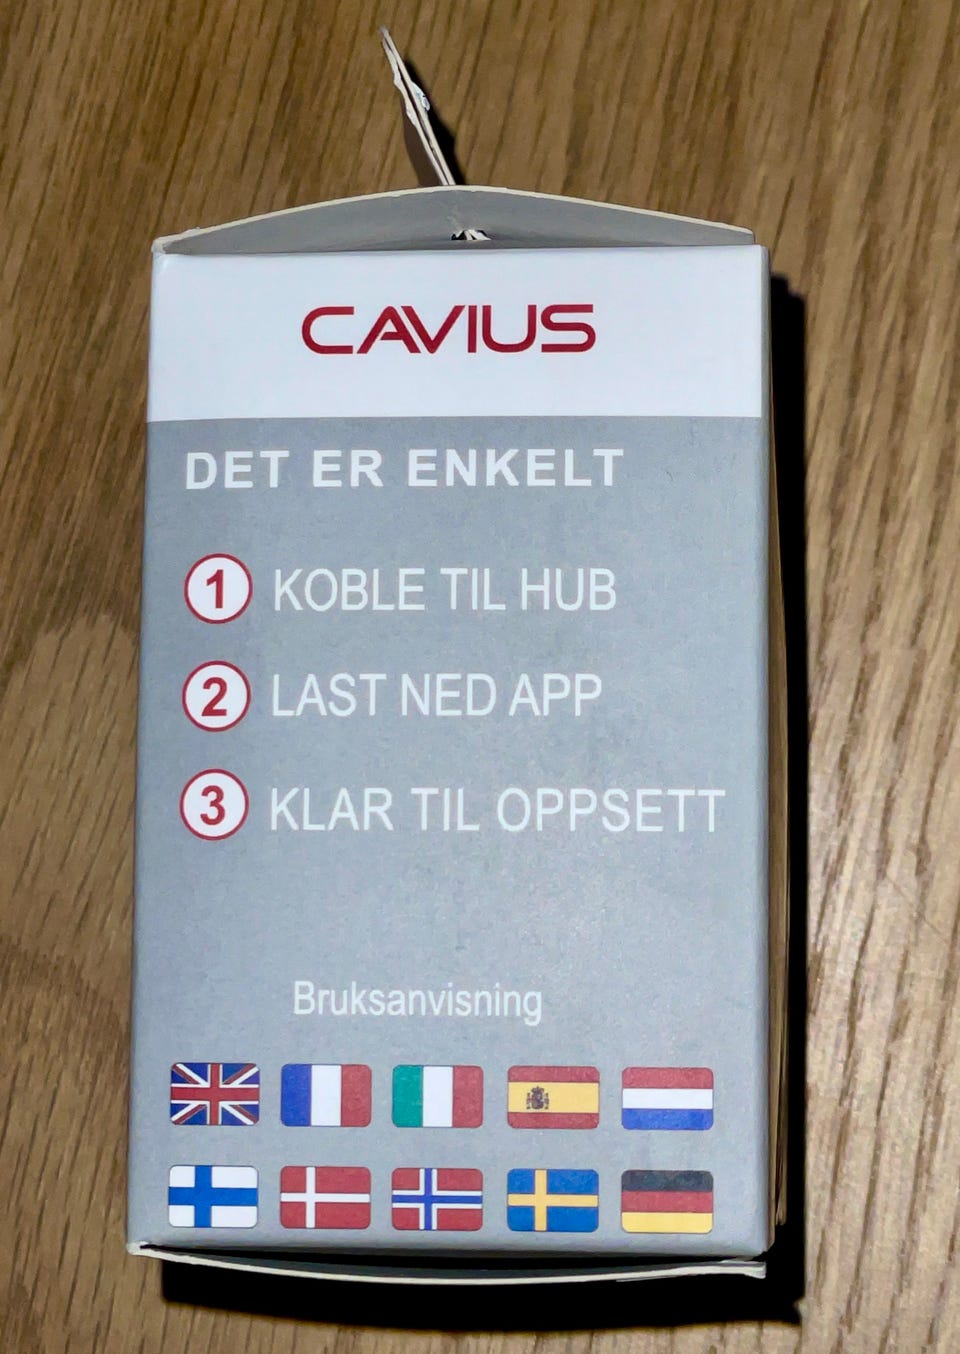 CAVIUS
DET ER ENKELT
1 KOBLE TIL HUB
2 LAST NED APP
3 KLAR TIL OPPSETT
Bruksanvisning